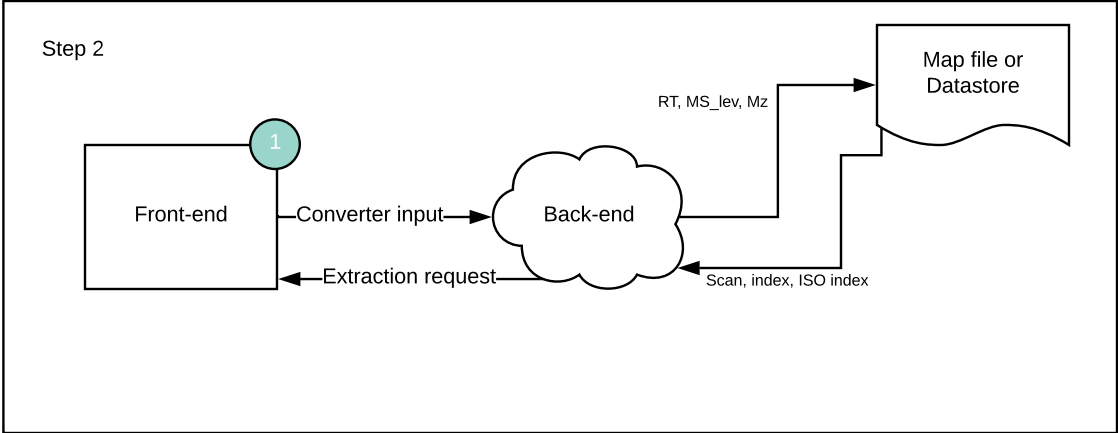 Step 2
Map file or
Datastore
RT, MS_lev, Mz
1
Front-end
Converter input
Back-end
Extraction request
Scan, index, ISO index